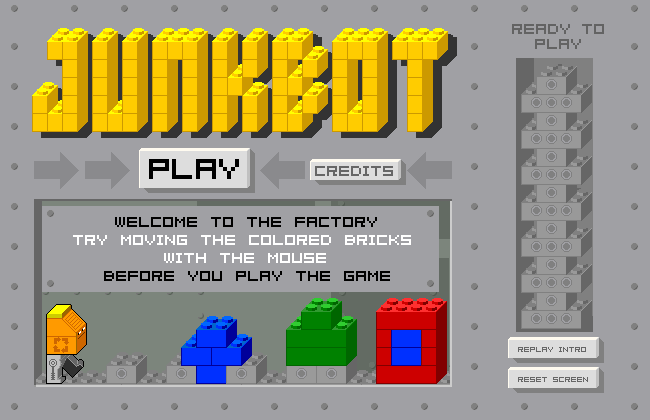 JUNKBOT
READY TO
PLAY
PLAY
CREDITS
WELCOME TO THE FACTORY
TRY MOVING THE COLORED BRICKS
WITH THE MOUSE
BEFORE YOU PLAY THE GAME
REPLAY INTRO
RESET SCREEN